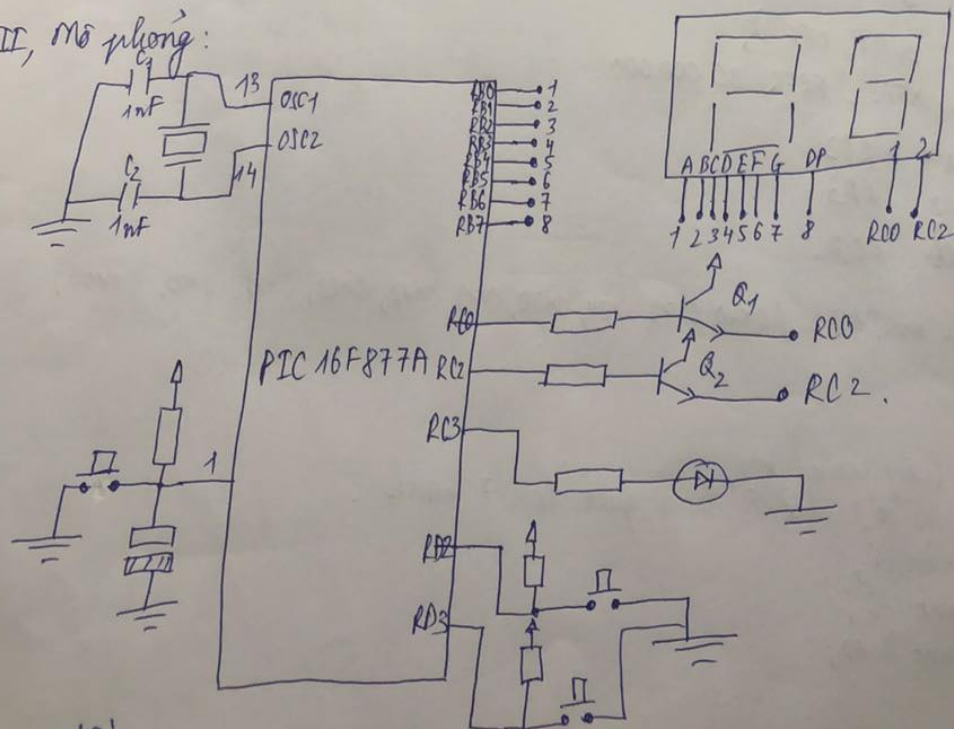 II, Mô phỏng:
C1
1nF
13
OSC1
OSC2
14
C2
1nF
RB0 1
RB1 2
RB2 3
RB3 4
RB4 5
RB5 6
RB6 7
RB7 8
A B C D E F G DP 1 2
1 2 3 4 5 6 7 8 RC0 RC2
RC0 Q1 RC0
PIC 16F877A RC2 Q2 RC2.
RC3
1
RD2
RD3